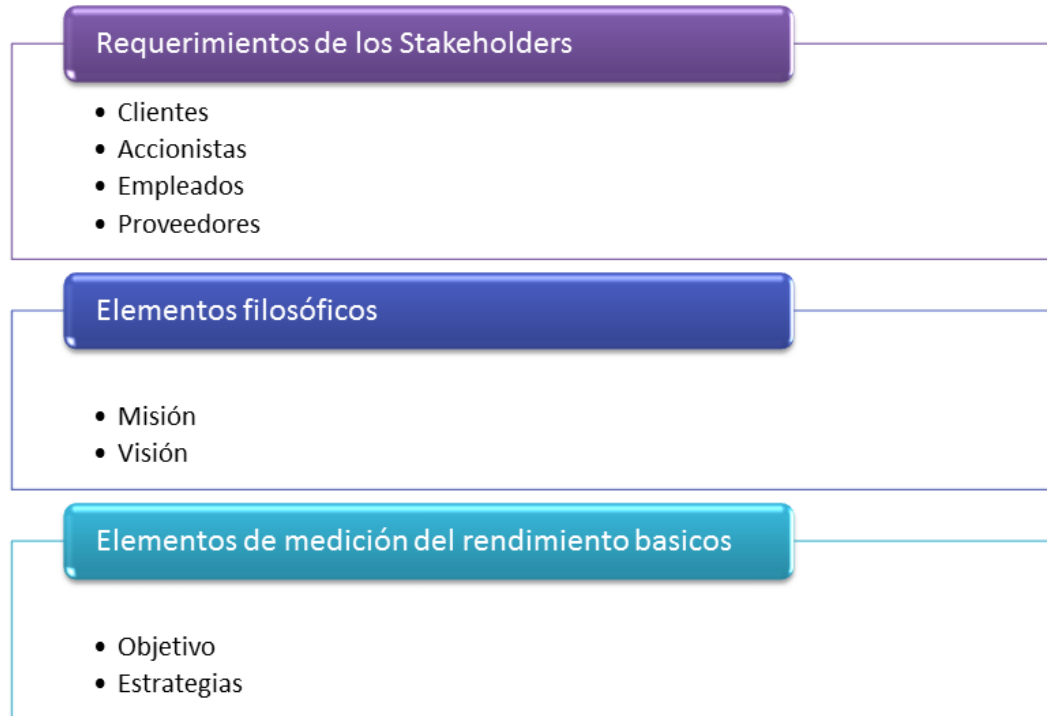 Requerimientos de los Stakeholders
• Clientes
• Accionistas
• Empleados
• Proveedores
Elementos filosóficos
• Misión
• Visión
Elementos de medición del rendimiento basicos
• Objetivo
• Estrategias